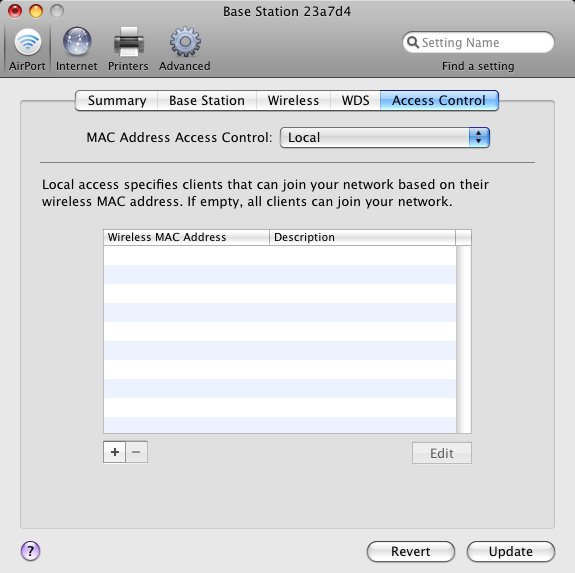 Base Station 23a7d4
AirPort Internet Printers Advanced
Setting Name
Find a setting
Summary Base Station Wireless WDS Access Control
MAC Address Access Control: Local
Local access specifies clients that can join your network based on their
wireless MAC address. If empty, all clients can join your network.
Wireless MAC Address Description
+ − Edit
? Revert Update